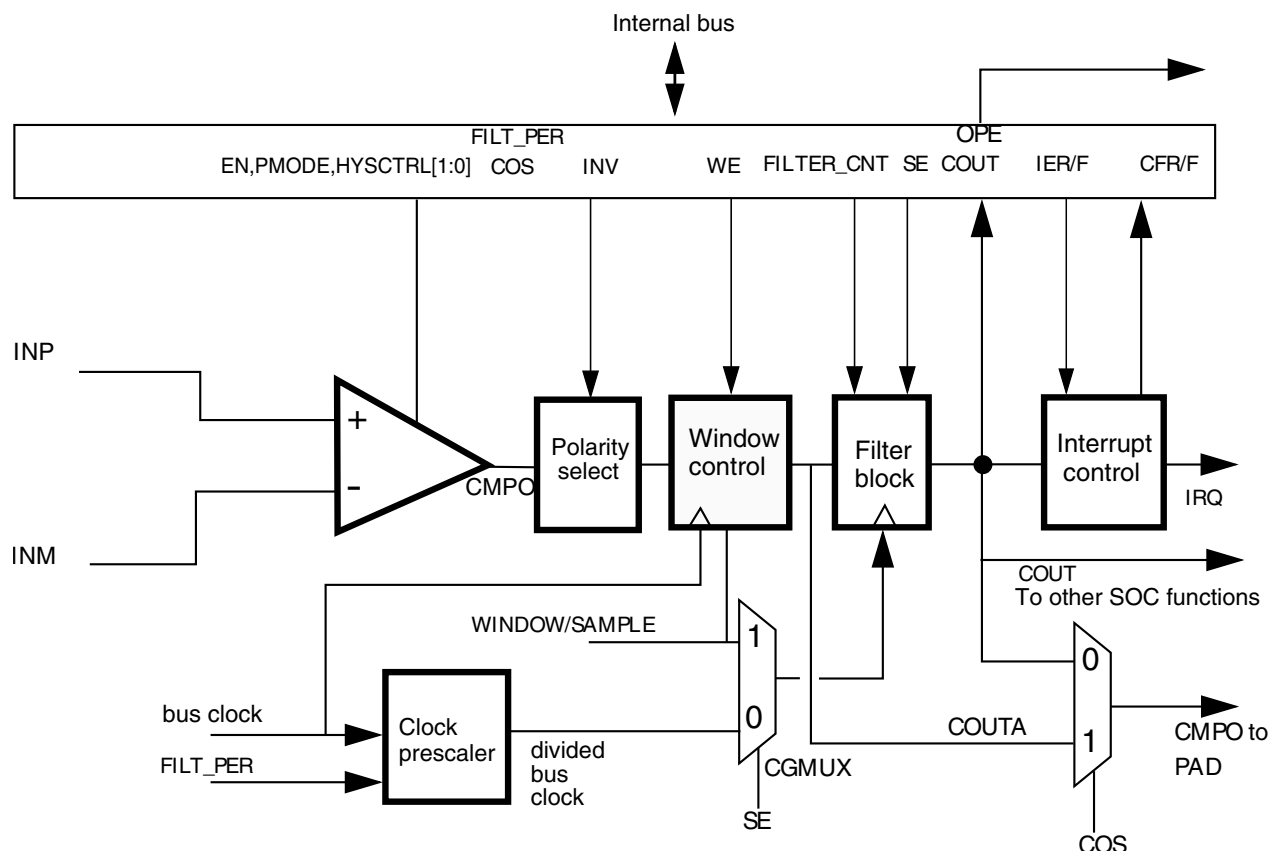 Internal bus
FILT_PER
OPE
EN,PMODE,HYSCTRL[1:0]
COS
INV
WE
FILTER_CNT
SE
COUT
IER/F
CFR/F
INP
+
-
INM
CMPO
Polarity
select
Window
control
Filter
block
Interrupt
control
IRQ
COUT
To other SOC functions
WINDOW/SAMPLE
1
0
0
1
bus clock
FILT_PER
Clock
prescaler
divided
bus
clock
CGMUX
SE
COUTA
CMPO to
PAD
COS